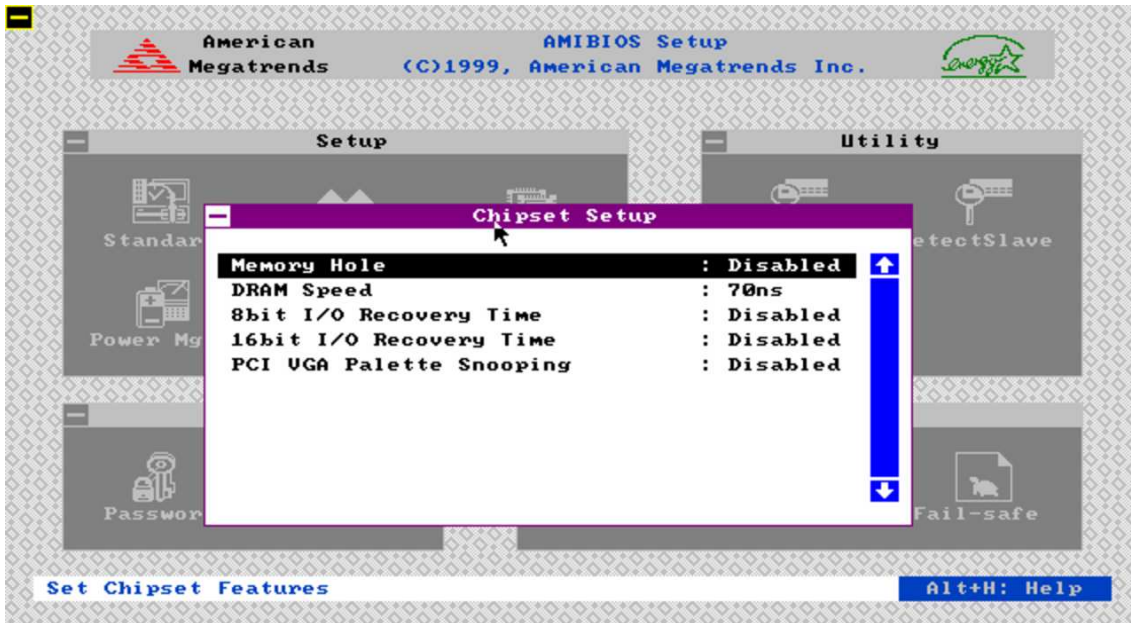 American
Megatrends
AMIBIOS Setup
(C)1999, American Megatrends Inc.
energy
Setup
Utility
Chipset Setup
Standar
etectSlave
Memory Hole : Disabled
DRAM Speed : 70ns
8bit I/O Recovery Time : Disabled
16bit I/O Recovery Time : Disabled
PCI VGA Palette Snooping : Disabled
Power Mg
Passwor
Fail-safe
Set Chipset Features
Alt+H: Help